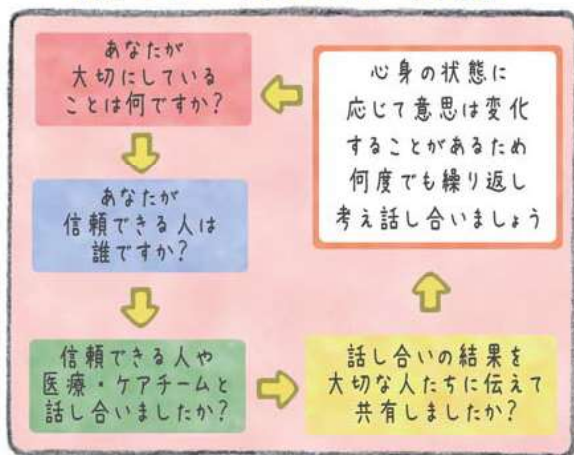 あなたが
大切にしている
ことは何ですか？
あなたが
信頼できる人は
誰ですか？
信頼できる人や
医療・ケアチームと
話し合いましたか？
話し合いの結果を
大切な人たちに伝えて
共有しましたか？
心身の状態に
応じて意思は変化
することがあるため
何度でも繰り返し
考え話し合いましょう